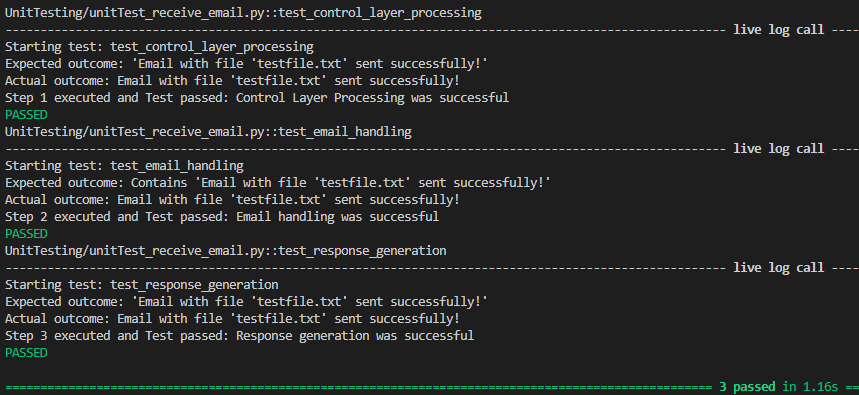 UnitTesting/unitTest_receive_email.py::test_control_layer_processing
-------------------------------------------------------------------------------------------------------- live log call ----
Starting test: test_control_layer_processing
Expected outcome: 'Email with file 'testfile.txt' sent successfully!'
Actual outcome: Email with file 'testfile.txt' sent successfully!
Step 1 executed and Test passed: Control Layer Processing was successful
PASSED
UnitTesting/unitTest_receive_email.py::test_email_handling
-------------------------------------------------------------------------------------------------------- live log call ----
Starting test: test_email_handling
Expected outcome: Contains 'Email with file 'testfile.txt' sent successfully!'
Actual outcome: Email with file 'testfile.txt' sent successfully!
Step 2 executed and Test passed: Email handling was successful
PASSED
UnitTesting/unitTest_receive_email.py::test_response_generation
-------------------------------------------------------------------------------------------------------- live log call ----
Starting test: test_response_generation
Expected outcome: 'Email with file 'testfile.txt' sent successfully!'
Actual outcome: Email with file 'testfile.txt' sent successfully!
Step 3 executed and Test passed: Response generation was successful
PASSED
====================================================================================================== 3 passed in 1.16s ==